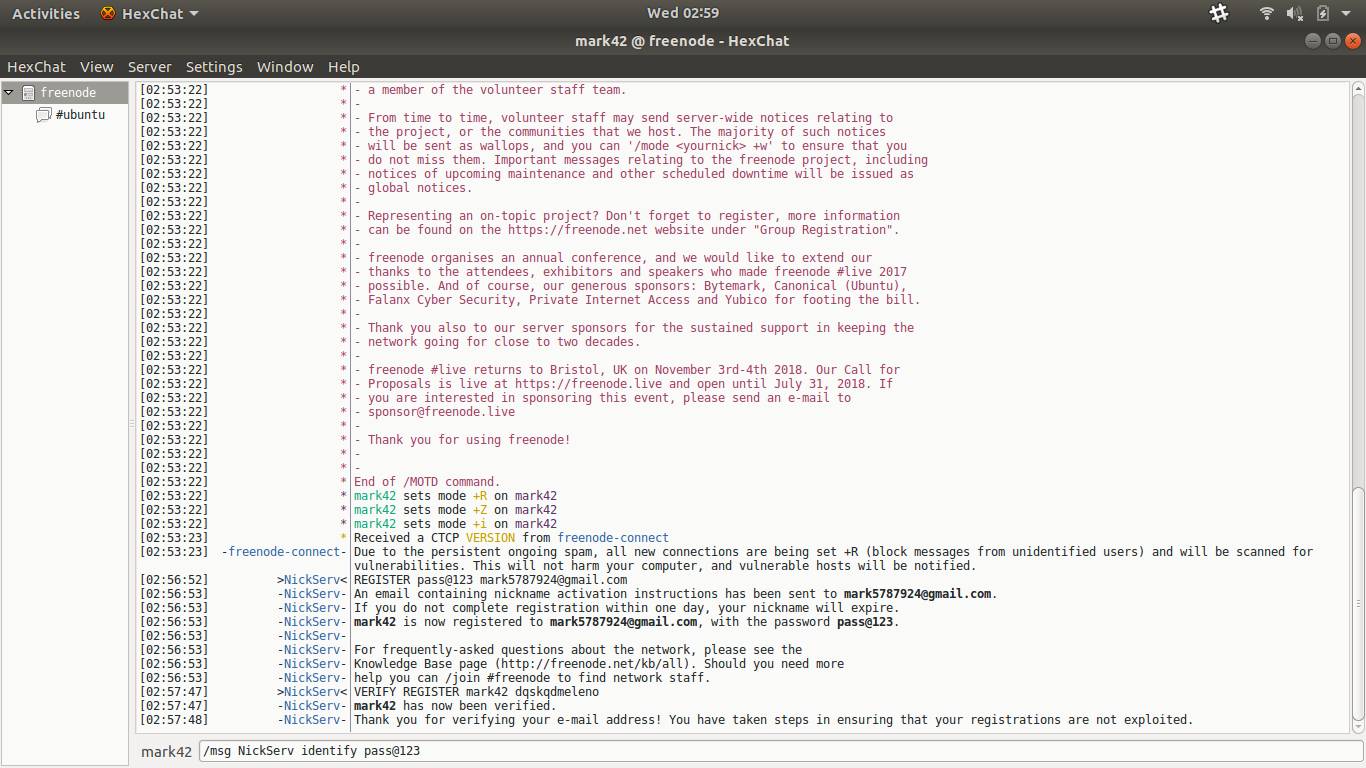 Activities HexChat Wed 02:59
mark42 @ freenode - HexChat
HexChat View Server Settings Window Help
freenode
#ubuntu
[02:53:22] * - a member of the volunteer staff team.
[02:53:22] * -
[02:53:22] * - From time to time, volunteer staff may send server-wide notices relating to
[02:53:22] * - the project, or the communities that we host. The majority of such notices
[02:53:22] * - will be sent as wallops, and you can '/mode <yournick> +w' to ensure that you
[02:53:22] * - do not miss them. Important messages relating to the freenode project, including
[02:53:22] * - notices of upcoming maintenance and other scheduled downtime will be issued as
[02:53:22] * - global notices.
[02:53:22] * -
[02:53:22] * - Representing an on-topic project? Don't forget to register, more information
[02:53:22] * - can be found on the https://freenode.net website under "Group Registration".
[02:53:22] * -
[02:53:22] * - freenode organises an annual conference, and we would like to extend our
[02:53:22] * - thanks to the attendees, exhibitors and speakers who made freenode #live 2017
[02:53:22] * - possible. And of course, our generous sponsors: Bytemark, Canonical (Ubuntu),
[02:53:22] * - Falanx Cyber Security, Private Internet Access and Yubico for footing the bill.
[02:53:22] * -
[02:53:22] * - Thank you also to our server sponsors for the sustained support in keeping the
[02:53:22] * - network going for close to two decades.
[02:53:22] * -
[02:53:22] * - freenode #live returns to Bristol, UK on November 3rd-4th 2018. Our Call for
[02:53:22] * - Proposals is live at https://freenode.live and open until July 31, 2018. If
[02:53:22] * - you are interested in sponsoring this event, please send an e-mail to
[02:53:22] * - sponsor@freenode.live
[02:53:22] * -
[02:53:22] * - Thank you for using freenode!
[02:53:22] * -
[02:53:22] * -
[02:53:22] * End of /MOTD command.
[02:53:22] * mark42 sets mode +R on mark42
[02:53:22] * mark42 sets mode +Z on mark42
[02:53:22] * mark42 sets mode +i on mark42
[02:53:23] * Received a CTCP VERSION from freenode-connect
[02:53:23] -freenode-connect- Due to the persistent ongoing spam, all new connections are being set +R (block messages from unidentified users) and will be scanned for
vulnerabilities. This will not harm your computer, and vulnerable hosts will be notified.
[02:56:52] >NickServ< REGISTER pass@123 mark5787924@gmail.com
[02:56:53] -NickServ- An email containing nickname activation instructions has been sent to mark5787924@gmail.com.
[02:56:53] -NickServ- If you do not complete registration within one day, your nickname will expire.
[02:56:53] -NickServ- mark42 is now registered to mark5787924@gmail.com, with the password pass@123.
[02:56:53] -NickServ-
[02:56:53] -NickServ- For frequently-asked questions about the network, please see the
[02:56:53] -NickServ- Knowledge Base page (http://freenode.net/kb/all). Should you need more
[02:56:53] -NickServ- help you can /join #freenode to find network staff.
[02:57:47] >NickServ< VERIFY REGISTER mark42 dqskqdmeleno
[02:57:47] -NickServ- mark42 has now been verified.
[02:57:48] -NickServ- Thank you for verifying your e-mail address! You have taken steps in ensuring that your registrations are not exploited.
mark42 /msg NickServ identify pass@123